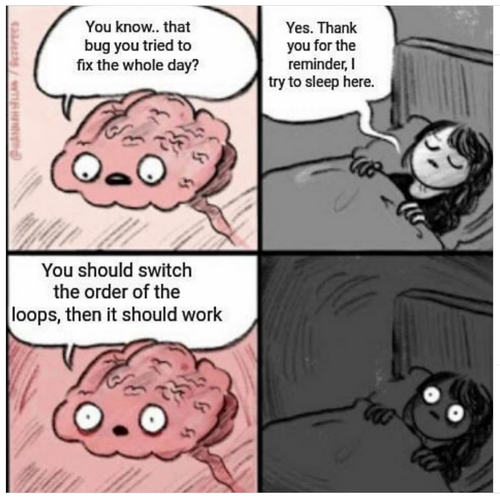 You know.. that
bug you tried to
fix the whole day?
Yes. Thank
you for the
reminder, I
try to sleep here.
You should switch
the order of the
loops, then it should work